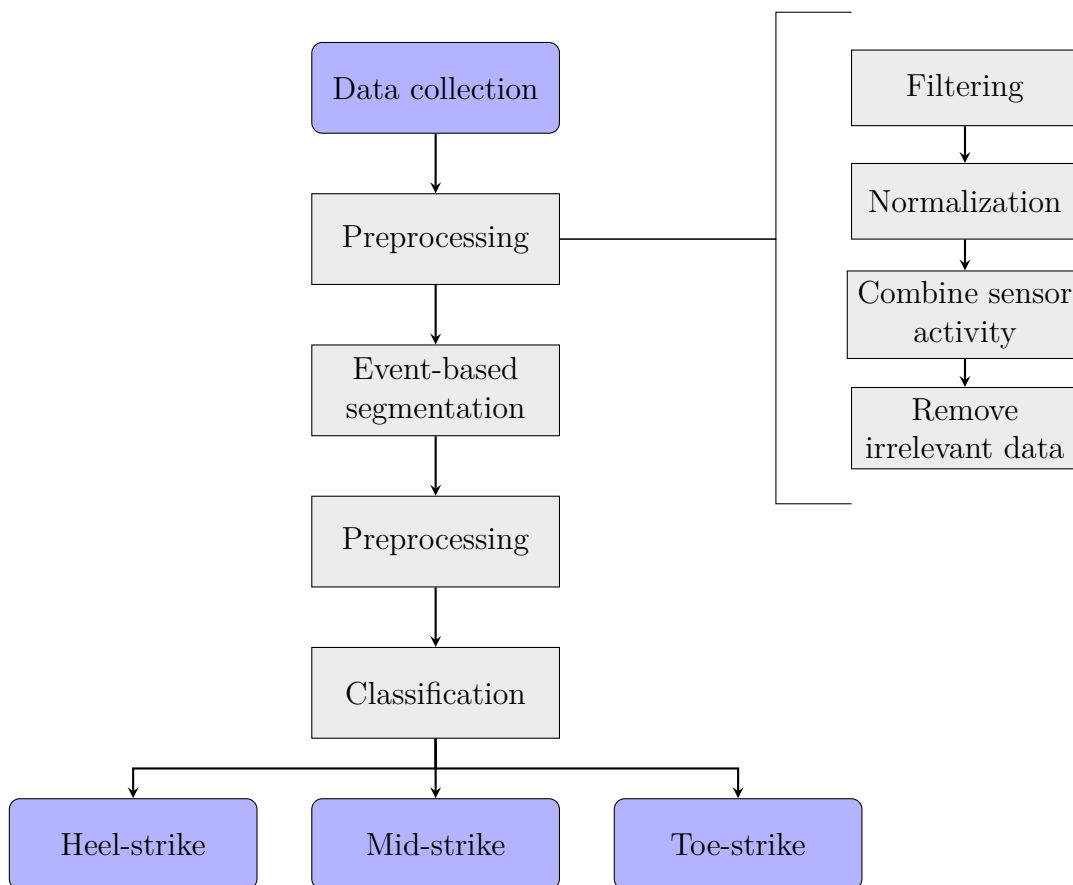 Data collection
Preprocessing
Event-based
segmentation
Preprocessing
Classification
Heel-strike
Mid-strike
Toe-strike
Filtering
Normalization
Combine sensor
activity
Remove
irrelevant data